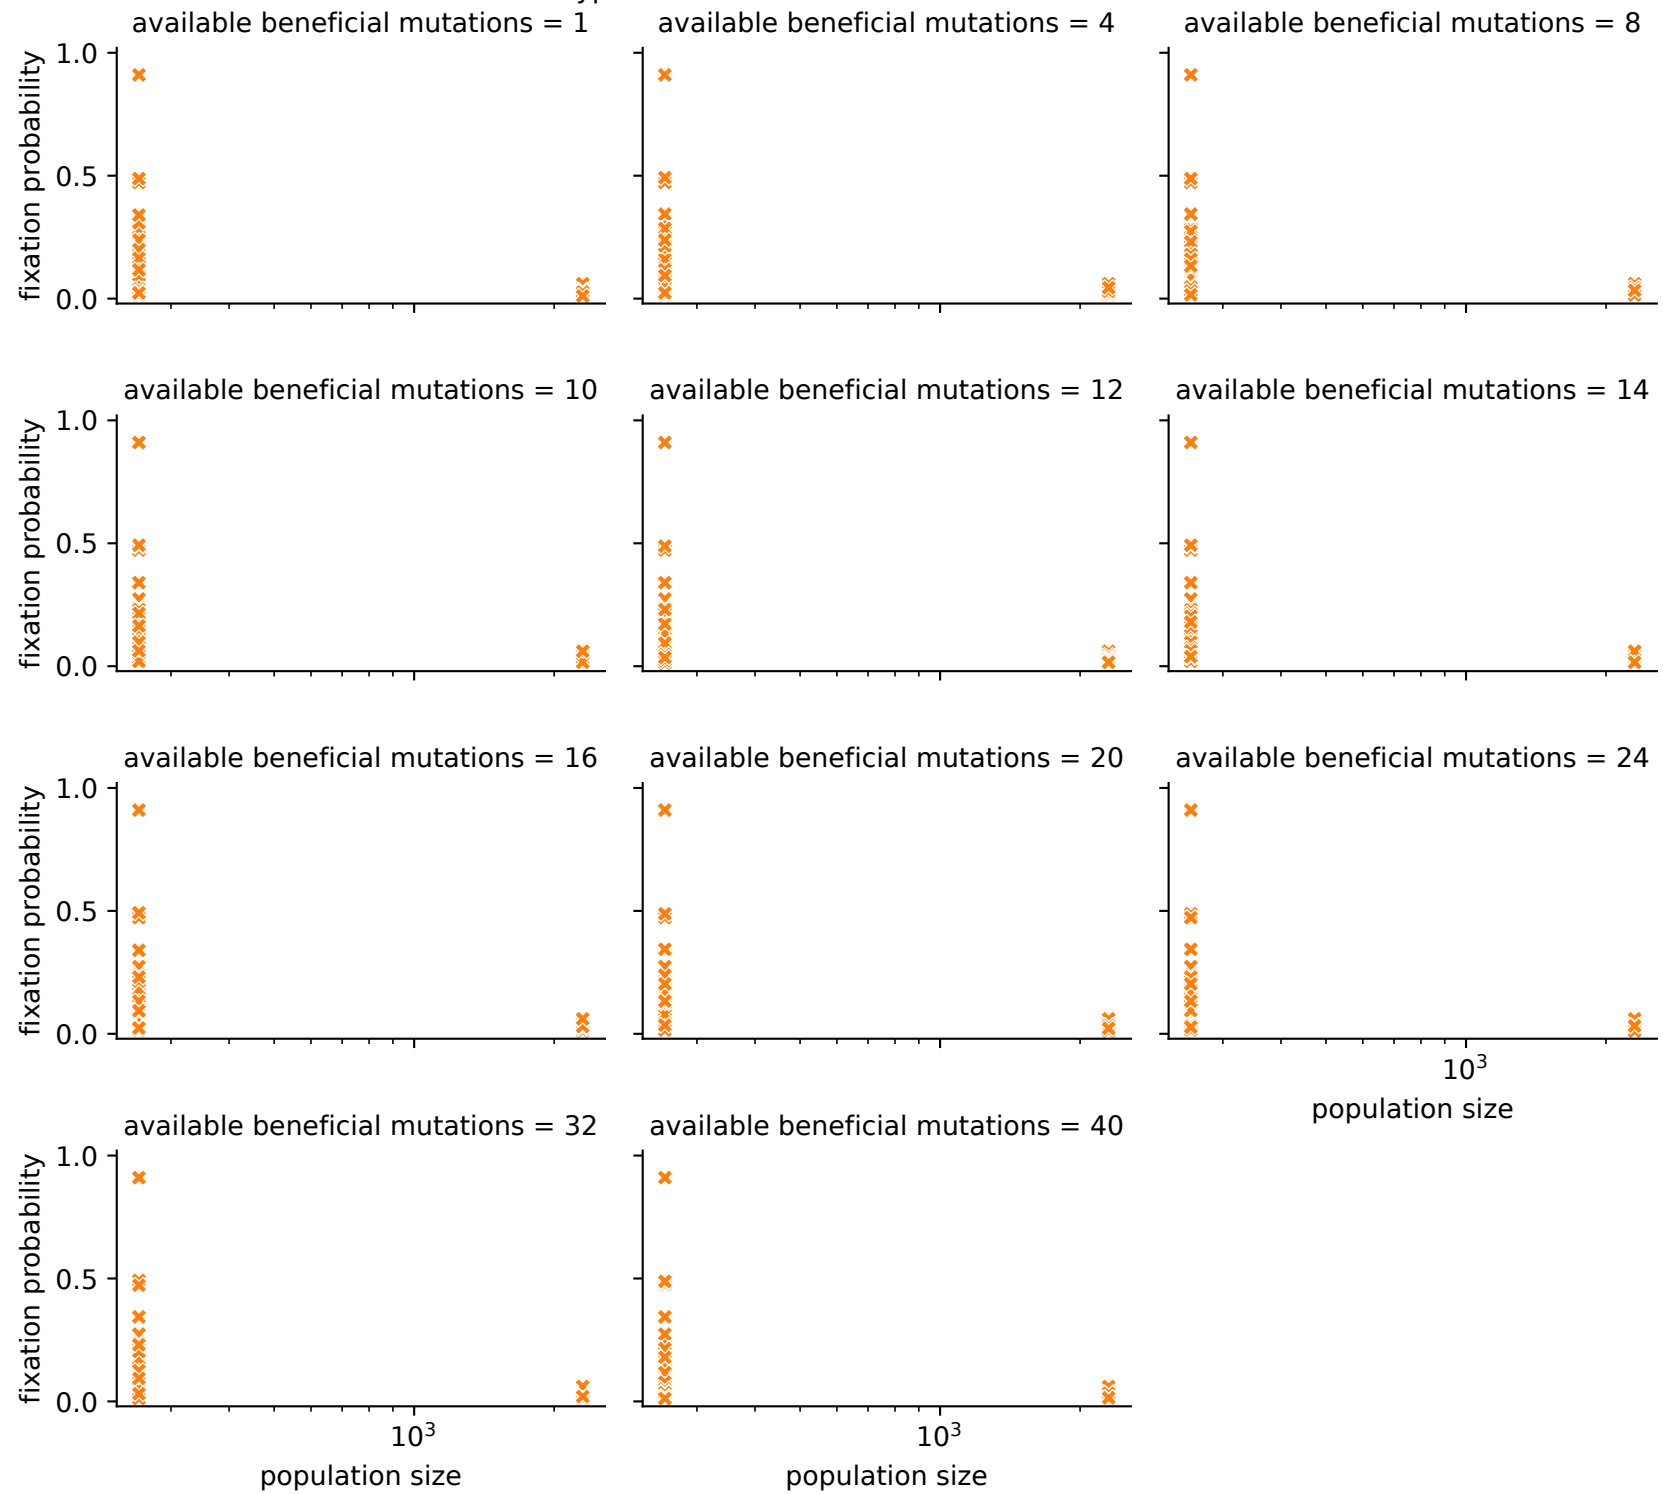 available beneficial mutations = 1
available beneficial mutations = 4
available beneficial mutations = 8
fixation probability
1.0
0.5
0.0
available beneficial mutations = 10
available beneficial mutations = 12
available beneficial mutations = 14
fixation probability
1.0
0.5
0.0
available beneficial mutations = 16
available beneficial mutations = 20
available beneficial mutations = 24
fixation probability
1.0
0.5
0.0
10³
population size
available beneficial mutations = 32
available beneficial mutations = 40
fixation probability
1.0
0.5
0.0
10³
10³
population size
population size